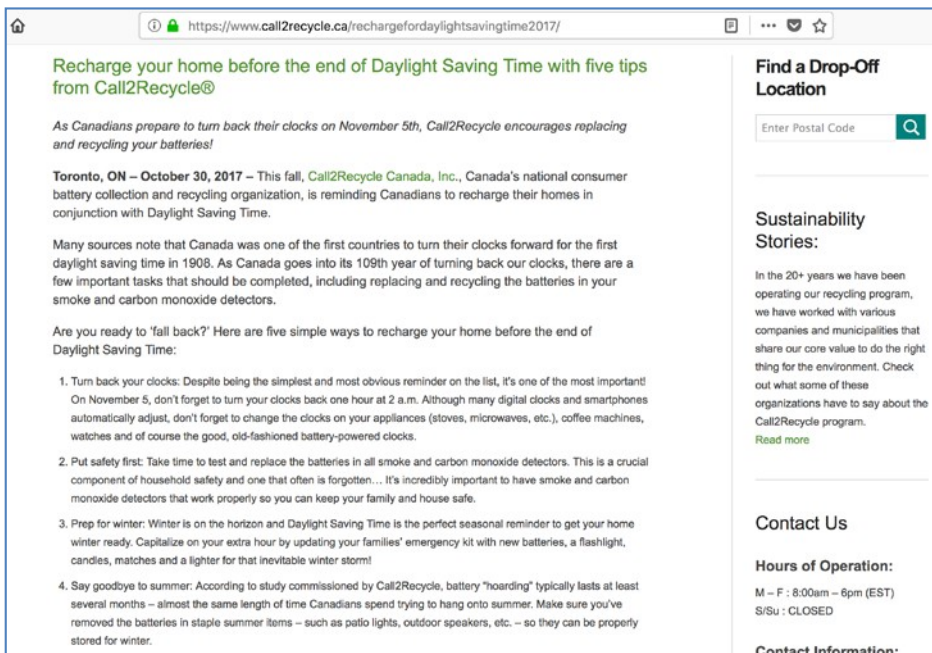 https://www.call2recycle.ca/rechargefordaylightsavingtime2017/
Recharge your home before the end of Daylight Saving Time with five tips
from Call2Recycle®
As Canadians prepare to turn back their clocks on November 5th, Call2Recycle encourages replacing
and recycling your batteries!
Toronto, ON – October 30, 2017 – This fall, Call2Recycle Canada, Inc., Canada's national consumer
battery collection and recycling organization, is reminding Canadians to recharge their homes in
conjunction with Daylight Saving Time.
Many sources note that Canada was one of the first countries to turn their clocks forward for the first
daylight saving time in 1908. As Canada goes into its 109th year of turning back our clocks, there are a
few important tasks that should be completed, including replacing and recycling the batteries in your
smoke and carbon monoxide detectors.
Are you ready to 'fall back?' Here are five simple ways to recharge your home before the end of
Daylight Saving Time:
1. Turn back your clocks: Despite being the simplest and most obvious reminder on the list, it's one of the most important!
On November 5, don't forget to turn your clocks back one hour at 2 a.m. Although many digital clocks and smartphones
automatically adjust, don't forget to change the clocks on your appliances (stoves, microwaves, etc.), coffee machines,
watches and of course the good, old-fashioned battery-powered clocks.
2. Put safety first: Take time to test and replace the batteries in all smoke and carbon monoxide detectors. This is a crucial
component of household safety and one that often is forgotten… It's incredibly important to have smoke and carbon
monoxide detectors that work properly so you can keep your family and house safe.
3. Prep for winter: Winter is on the horizon and Daylight Saving Time is the perfect seasonal reminder to get your home
winter ready. Capitalize on your extra hour by updating your families' emergency kit with new batteries, a flashlight,
candles, matches and a lighter for that inevitable winter storm!
4. Say goodbye to summer: According to study commissioned by Call2Recycle, battery "hoarding" typically lasts at least
several months – almost the same length of time Canadians spend trying to hang onto summer. Make sure you've
removed the batteries in staple summer items – such as patio lights, outdoor speakers, etc. – so they can be properly
stored for winter.
Find a Drop-Off
Location
Enter Postal Code
Sustainability
Stories:
In the 20+ years we have been
operating our recycling program,
we have worked with various
companies and municipalities that
share our core value to do the right
thing for the environment. Check
out what some of these
organizations have to say about the
Call2Recycle program.
Read more
Contact Us
Hours of Operation:
M – F : 8:00am – 6pm (EST)
S/Su : CLOSED
Contact Information: